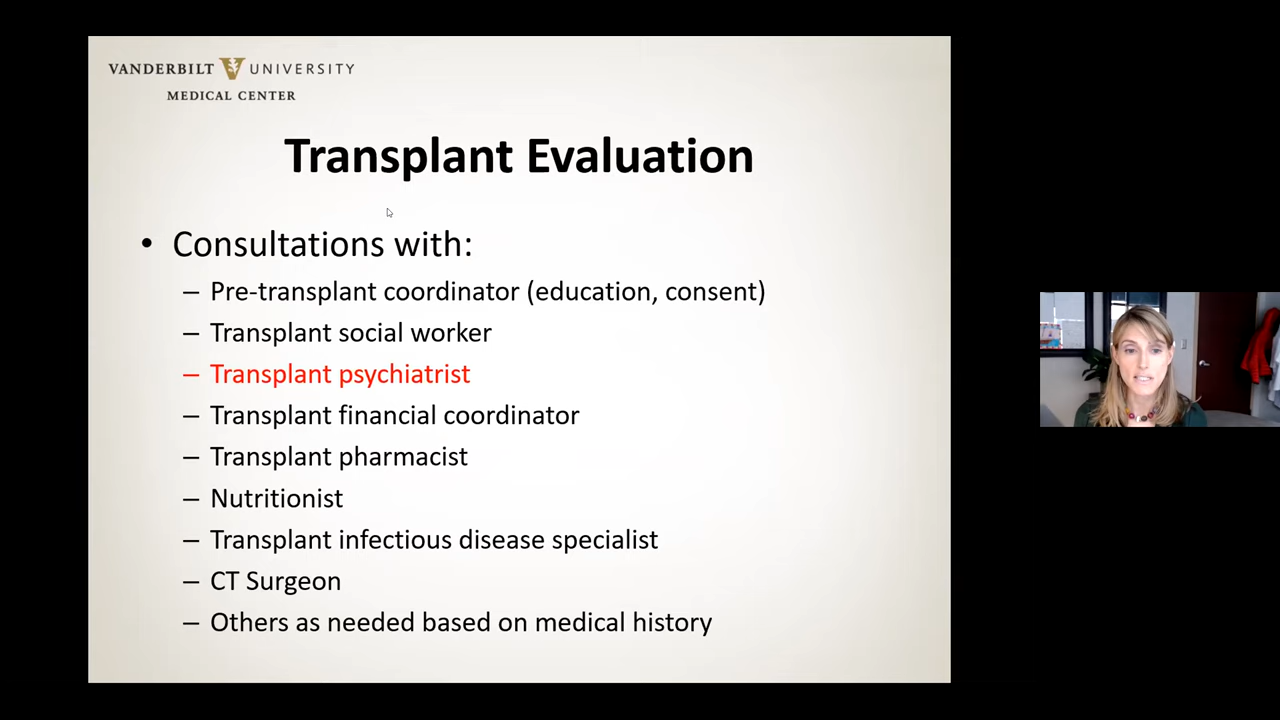 VANDERBILT UNIVERSITY
MEDICAL CENTER
Transplant Evaluation
• Consultations with:
– Pre-transplant coordinator (education, consent)
– Transplant social worker
– Transplant psychiatrist
– Transplant financial coordinator
– Transplant pharmacist
– Nutritionist
– Transplant infectious disease specialist
– CT Surgeon
– Others as needed based on medical history